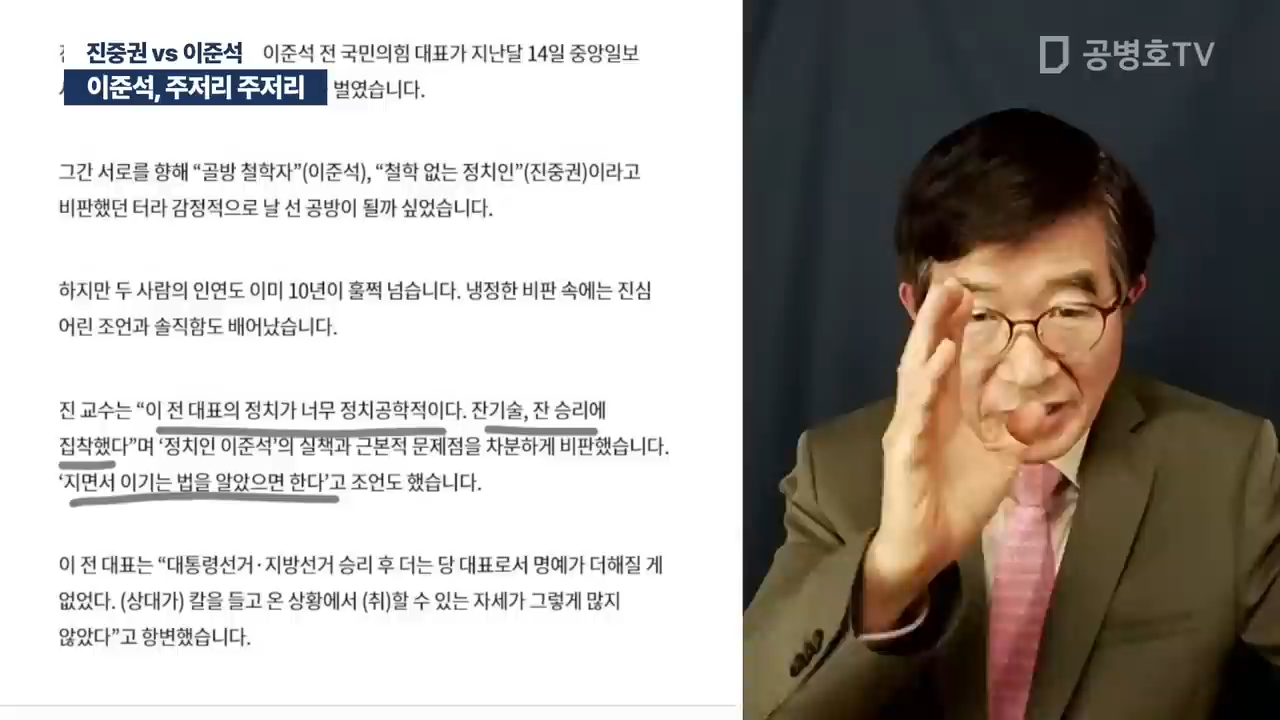 진중권 vs 이준석
이준석, 주저리 주저리
공병호TV
이준석 전 국민의힘 대표가 지난달 14일 중앙일보
벌였습니다.
그간 서로를 향해 “골방 철학자”(이준석), “철학 없는 정치인”(진중권)이라고
비판했던 터라 감정적으로 날 선 공방이 될까 싶었습니다.
하지만 두 사람의 인연도 이미 10년이 훌쩍 넘습니다. 냉정한 비판 속에는 진심
어린 조언과 솔직함도 배어났습니다.
진 교수는 “이 전 대표의 정치가 너무 정치공학적이다. 잔기술, 잔 승리에
집착했다”며 ‘정치인 이준석’의 실책과 근본적 문제점을 차분하게 비판했습니다.
‘지면서 이기는 법을 알았으면 한다’고 조언도 했습니다.
이 전 대표는 “대통령선거·지방선거 승리 후 더는 당 대표로서 명예가 더해질 게
없었다. (상대가) 칼을 들고 온 상황에서 (취)할 수 있는 자세가 그렇게 많지
않았다”고 항변했습니다.